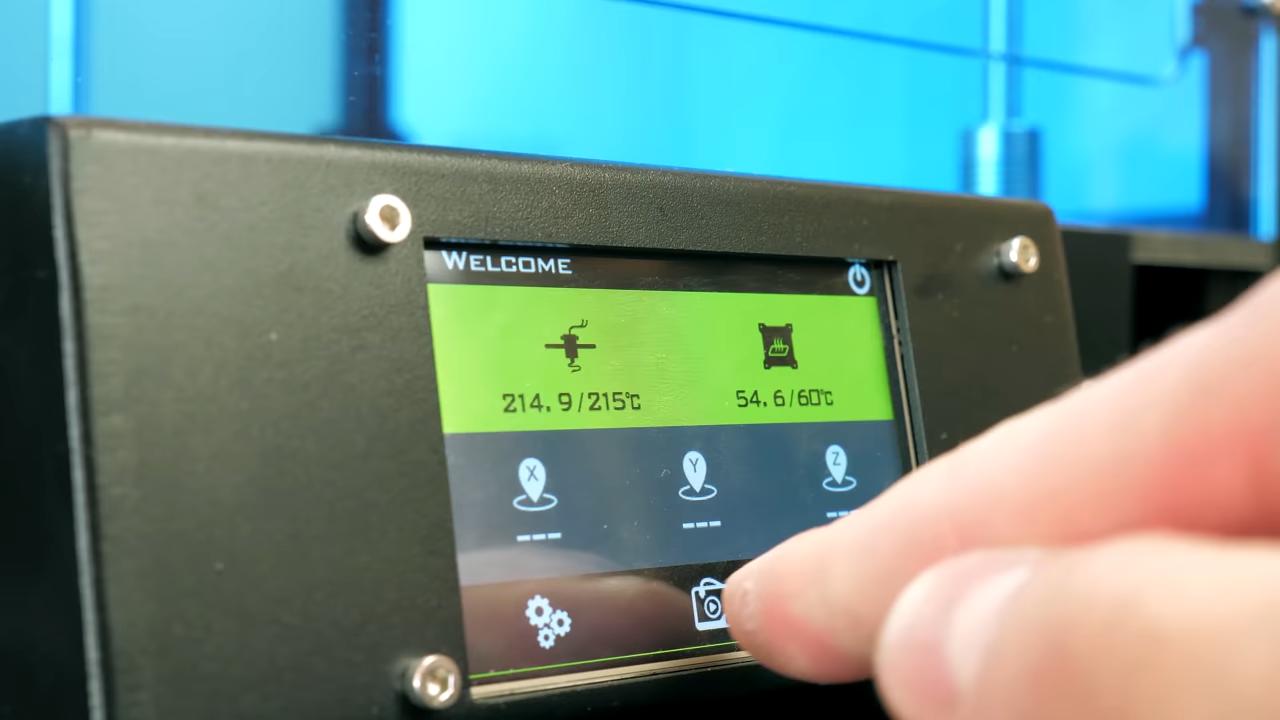 WELCOME
214.9/215℃ 54.6/60℃
X Y Z
--- --- ---